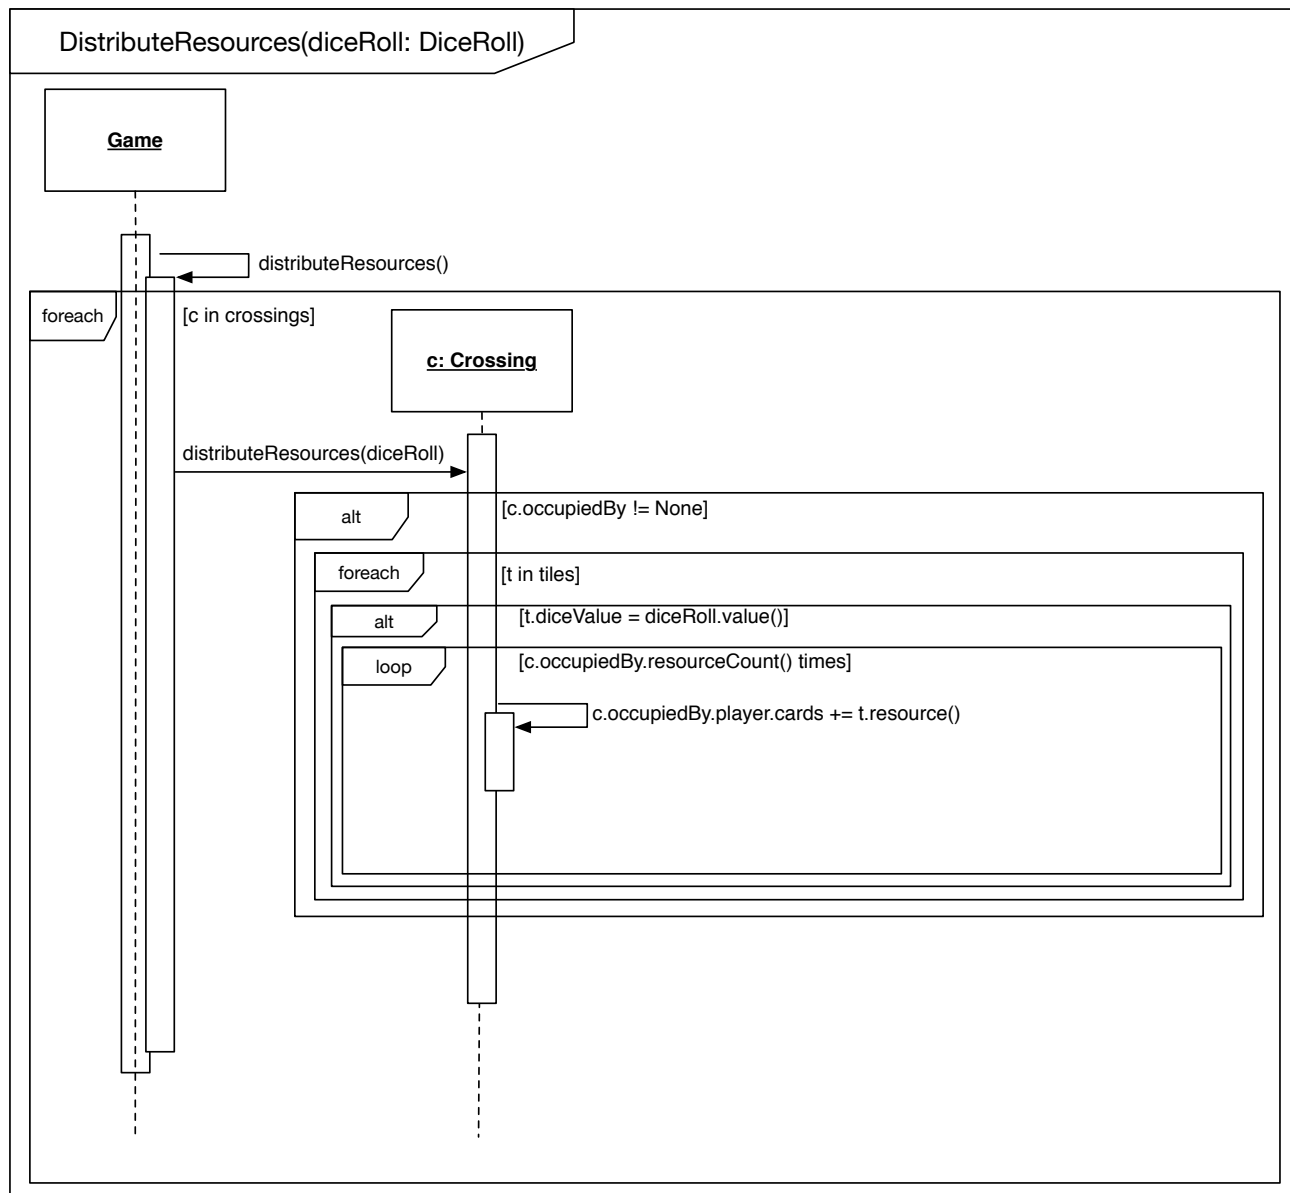 DistributeResources(diceRoll: DiceRoll)
Game
distributeResources()
foreach
[c in crossings]
c: Crossing
distributeResources(diceRoll)
alt
[c.occupiedBy != None]
foreach
[t in tiles]
alt
[t.diceValue = diceRoll.value()]
loop
[c.occupiedBy.resourceCount() times]
c.occupiedBy.player.cards += t.resource()